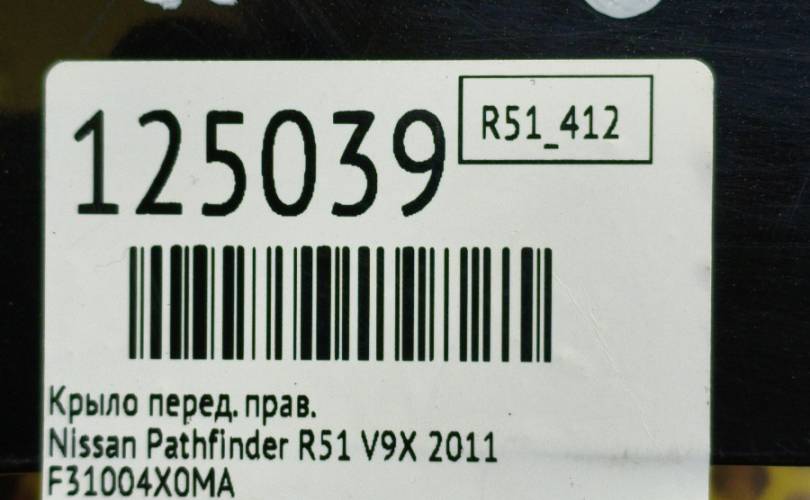 125039
R51_412
Крыло перед. прав.
Nissan Pathfinder R51 V9X 2011
F31004X0MA